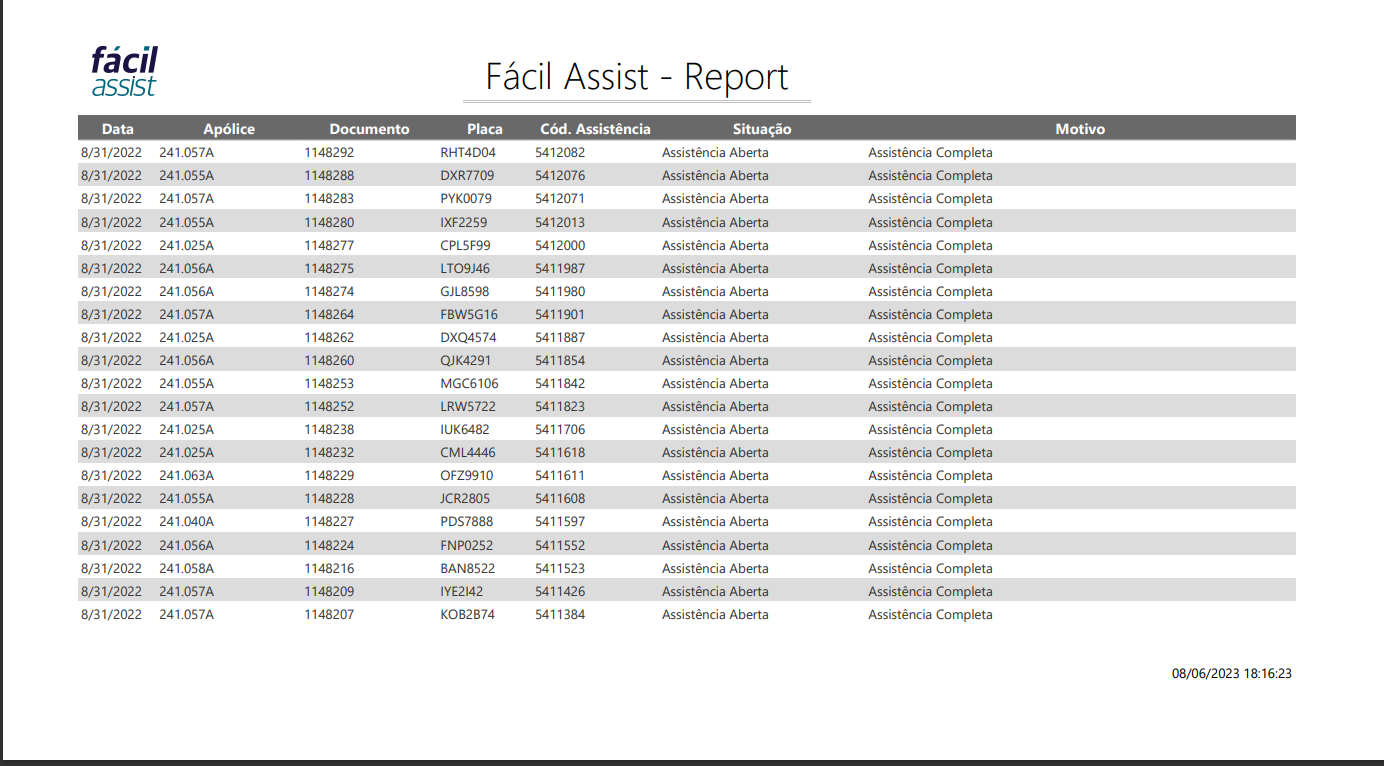 fácil
assist
Fácil Assist - Report
Data Apólice Documento Placa Cód. Assistência Situação Motivo
8/31/2022 241.057A 1148292 RHT4D04 5412082 Assistência Aberta Assistência Completa
8/31/2022 241.055A 1148288 DXR7709 5412076 Assistência Aberta Assistência Completa
8/31/2022 241.057A 1148283 PYK0079 5412071 Assistência Aberta Assistência Completa
8/31/2022 241.055A 1148280 IXF2259 5412013 Assistência Aberta Assistência Completa
8/31/2022 241.025A 1148277 CPL5F99 5412000 Assistência Aberta Assistência Completa
8/31/2022 241.056A 1148275 LTO9J46 5411987 Assistência Aberta Assistência Completa
8/31/2022 241.056A 1148274 GJL8598 5411980 Assistência Aberta Assistência Completa
8/31/2022 241.057A 1148264 FBW5G16 5411901 Assistência Aberta Assistência Completa
8/31/2022 241.025A 1148262 DXQ4574 5411887 Assistência Aberta Assistência Completa
8/31/2022 241.056A 1148260 QJK4291 5411854 Assistência Aberta Assistência Completa
8/31/2022 241.055A 1148253 MGC6106 5411842 Assistência Aberta Assistência Completa
8/31/2022 241.057A 1148252 LRW5722 5411823 Assistência Aberta Assistência Completa
8/31/2022 241.025A 1148238 IUK6482 5411706 Assistência Aberta Assistência Completa
8/31/2022 241.025A 1148232 CML4446 5411618 Assistência Aberta Assistência Completa
8/31/2022 241.063A 1148229 OFZ9910 5411611 Assistência Aberta Assistência Completa
8/31/2022 241.055A 1148228 JCR2805 5411608 Assistência Aberta Assistência Completa
8/31/2022 241.040A 1148227 PDS7888 5411597 Assistência Aberta Assistência Completa
8/31/2022 241.056A 1148224 FNP0252 5411552 Assistência Aberta Assistência Completa
8/31/2022 241.058A 1148216 BAN8522 5411523 Assistência Aberta Assistência Completa
8/31/2022 241.057A 1148209 IYE2I42 5411426 Assistência Aberta Assistência Completa
8/31/2022 241.057A 1148207 KOB2B74 5411384 Assistência Aberta Assistência Completa
08/06/2023 18:16:23